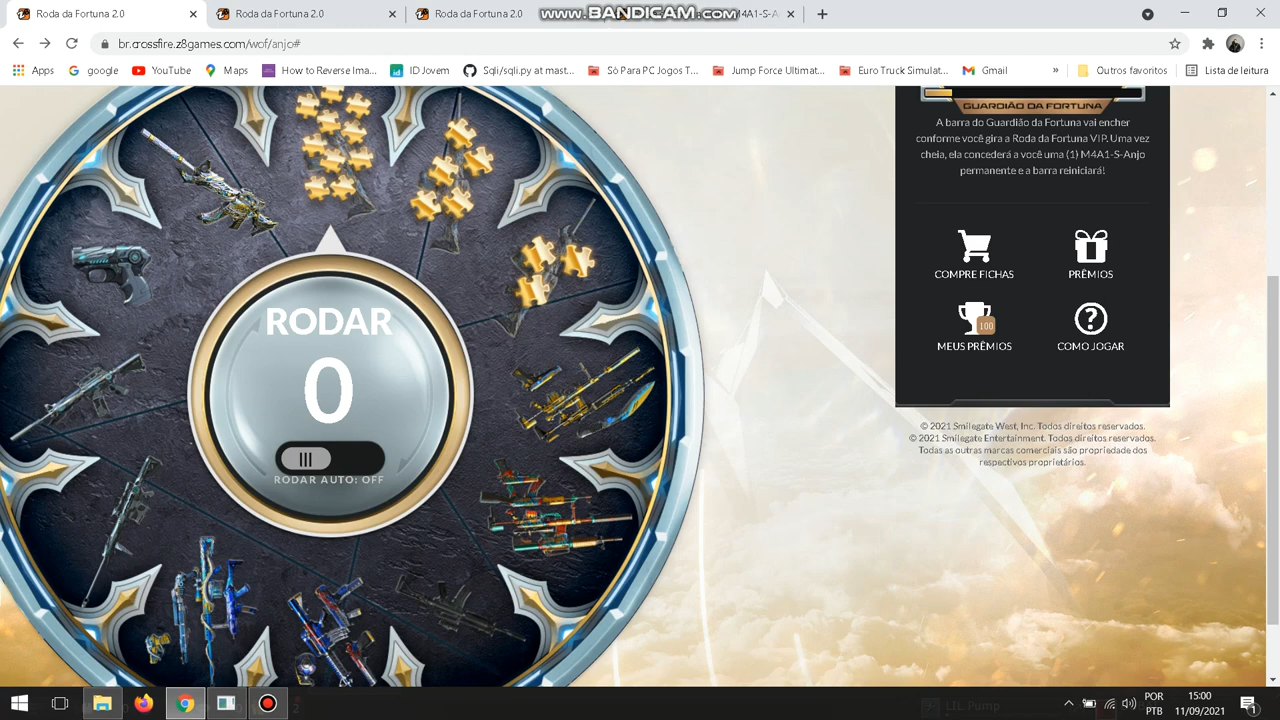 Roda da Fortuna 2.0
Roda da Fortuna 2.0
Roda da Fortuna 2.0
www.BANDICAM.com
M4A1-S-A
br.crossfire.z8games.com/wof/anjo#
Apps
google
YouTube
Maps
How to Reverse Ima...
ID Jovem
Sqli/sqli.py at mast...
Só Para PC Jogos T...
Jump Force Ultimat...
Euro Truck Simulat...
Gmail
»
Outros favoritos
Lista de leitura
GUARDIÃO DA FORTUNA
A barra do Guardião da Fortuna vai encher
conforme você gira a Roda da Fortuna VIP. Uma vez
cheia, ela concederá a você uma (1) M4A1-S-Anjo
permanente e a barra reiniciará!
COMPRE FICHAS
PRÊMIOS
100
MEUS PRÊMIOS
COMO JOGAR
RODAR
0
RODAR AUTO: OFF
© 2021 Smilegate West, Inc. Todos direitos reservados.
© 2021 Smilegate Entertainment. Todos direitos reservados.
Todas as outras marcas comerciais são propriedade dos
respectivos proprietários.
LIL Pump
2
POR
PTB
15:00
11/09/2021
1